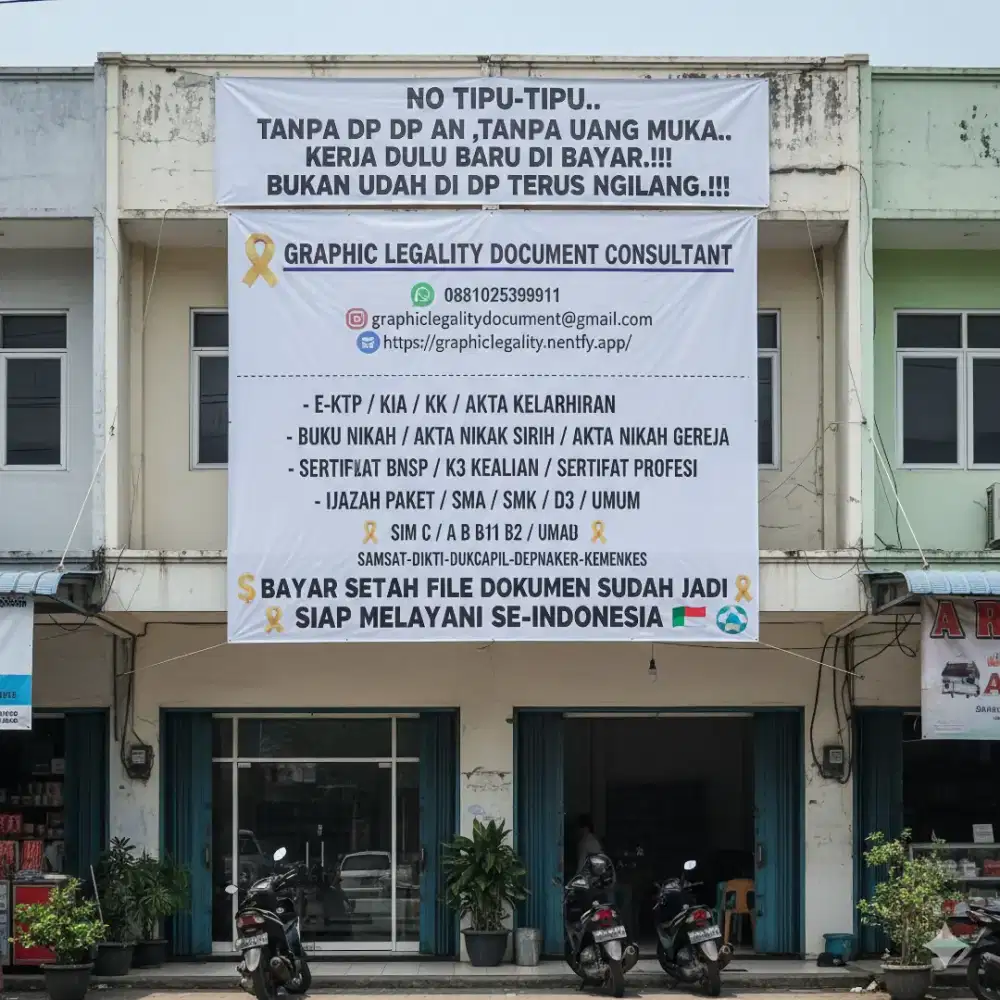 NO TIPU-TIPU..
TANPA DP DP AN ,TANPA UANG MUKA..
KERJA DULU BARU DI BAYAR.!!!
BUKAN UDAH DI DP TERUS NGILANG.!!!
GRAPHIC LEGALITY DOCUMENT CONSULTANT
0881025399911
graphiclegalitydocument@gmail.com
https://graphiclegality.nentfy.app/
- E-KTP / KIA / KK / AKTA KELARHIRAN
- BUKU NIKAH / AKTA NIKAK SIRIH / AKTA NIKAH GEREJA
- SERTIFIKAT BNSP / K3 KEALIAN / SERTIFAT PROFESI
- IJAZAH PAKET / SMA / SMK / D3 / UMUM
SIM C / A B B11 B2 / UMAD
SAMSAT-DIKTI-DUKCAPIL-DEPNAKER-KEMENKES
$ BAYAR SETAH FILE DOKUMEN SUDAH JADI
SIAP MELAYANI SE-INDONESIA
A R
A